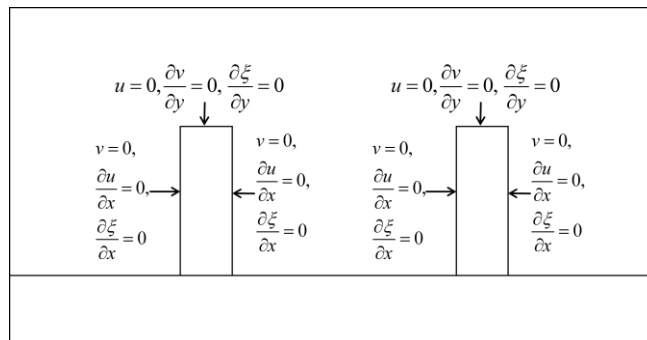 u = 0, ∂v/∂y = 0, ∂ξ/∂y = 0
v = 0,
∂u/∂x = 0,
∂ξ/∂x = 0
v = 0,
∂u/∂x = 0,
∂ξ/∂x = 0
u = 0, ∂v/∂y = 0, ∂ξ/∂y = 0
v = 0,
∂u/∂x = 0,
∂ξ/∂x = 0
v = 0,
∂u/∂x = 0,
∂ξ/∂x = 0